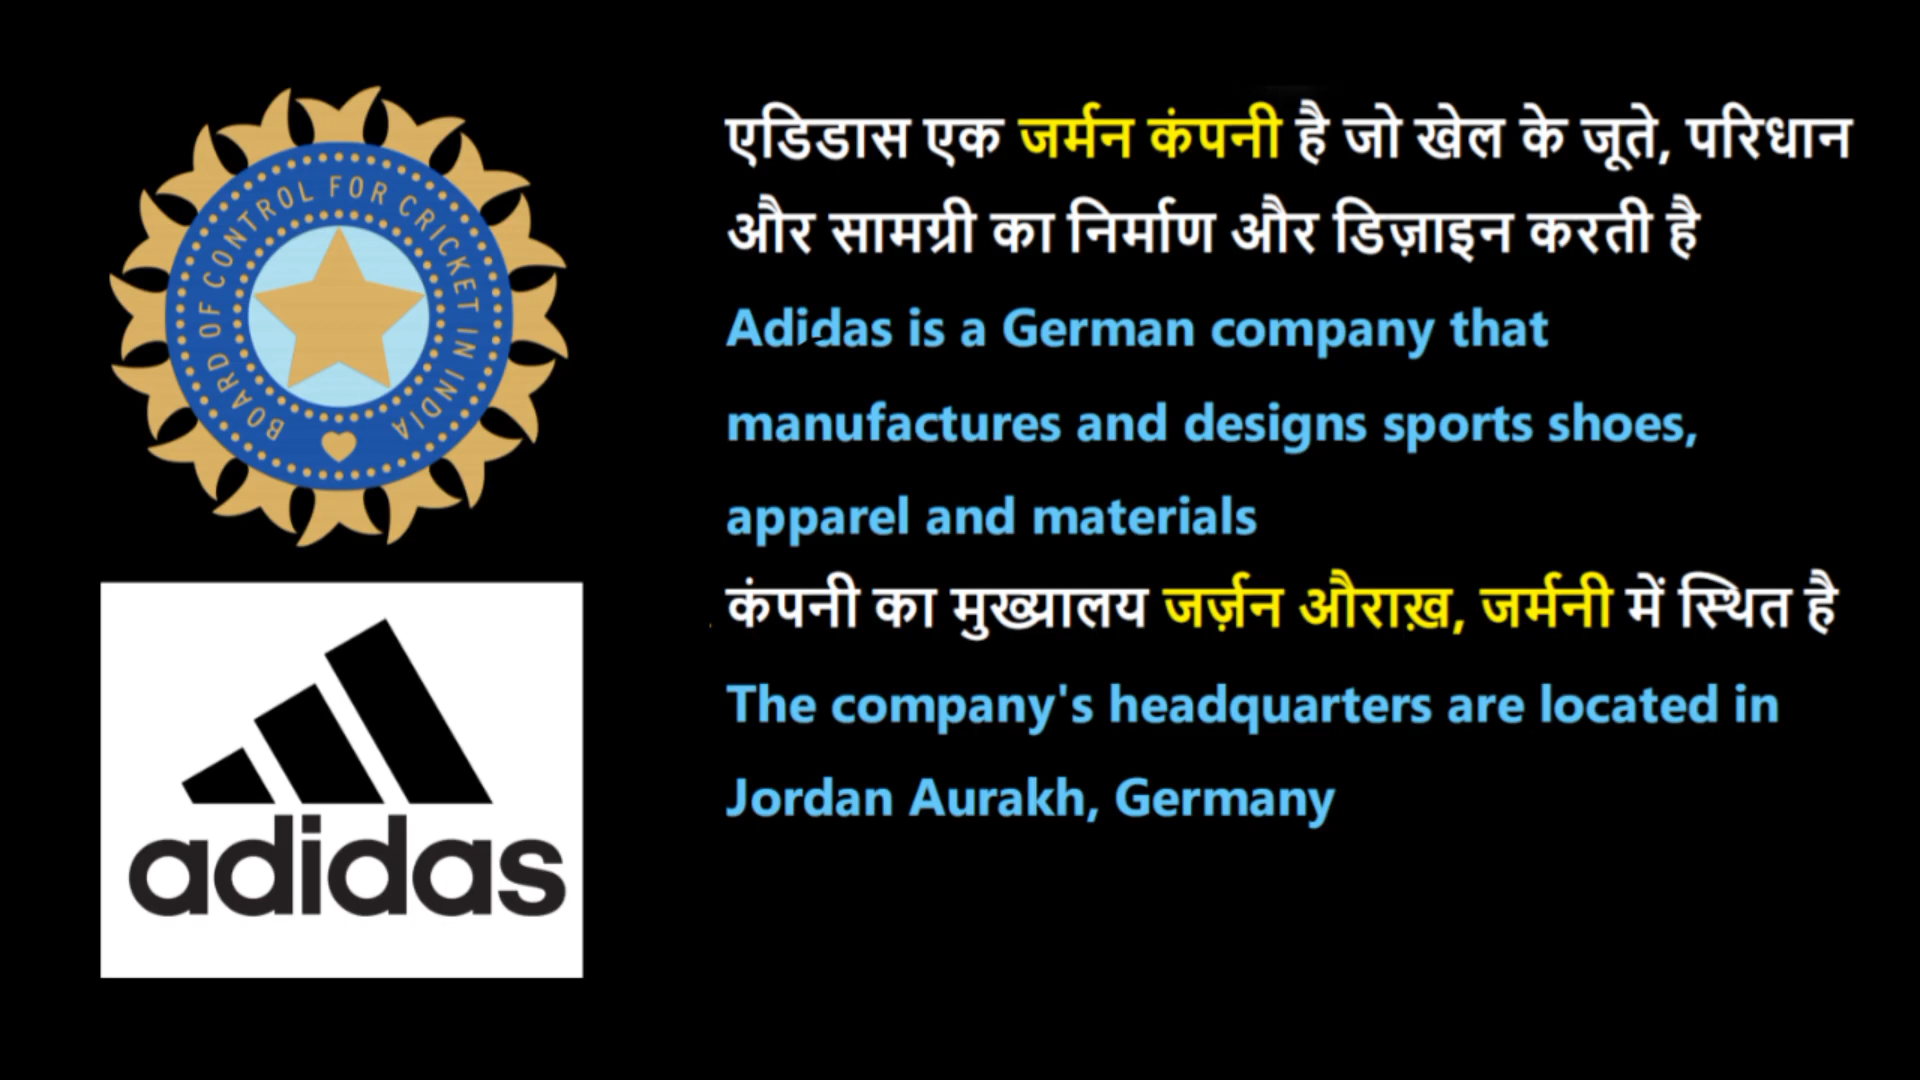 BOARD OF CONTROL FOR CRICKET IN INDIA
adidas
एडिडास एक जर्मन कंपनी है जो खेल के जूते, परिधान
और सामग्री का निर्माण और डिज़ाइन करती है
Adidas is a German company that
manufactures and designs sports shoes,
apparel and materials
कंपनी का मुख्यालय जर्ज़न औराख़, जर्मनी में स्थित है
The company's headquarters are located in
Jordan Aurakh, Germany